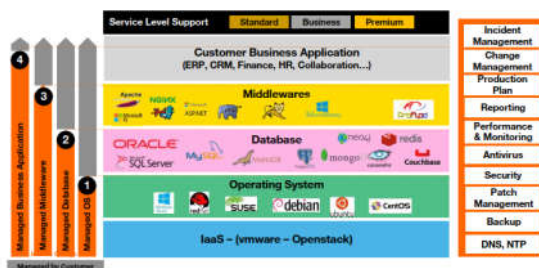 Service Level Support
Standard
Business
Premium
Customer Business Application
(ERP, CRM, Finance, HR, Collaboration...)
Middlewares
Apache
NGINX
Microsoft
ASP.NET
Database
ORACLE
SQL Server
MySQL
mongo
neo4j
redis
Couchbase
Operating System
redhat
SUSE
debian
ubuntu
CentOS
IaaS – (vmware – Openstack)
4
3
2
1
Managed Business Application
Managed Middleware
Managed Database
Managed OS
Managed by Customer
Incident
Management
Change
Management
Production
Plan
Reporting
Performance
& Monitoring
Antivirus
Security
Patch
Management
Backup
DNS, NTP